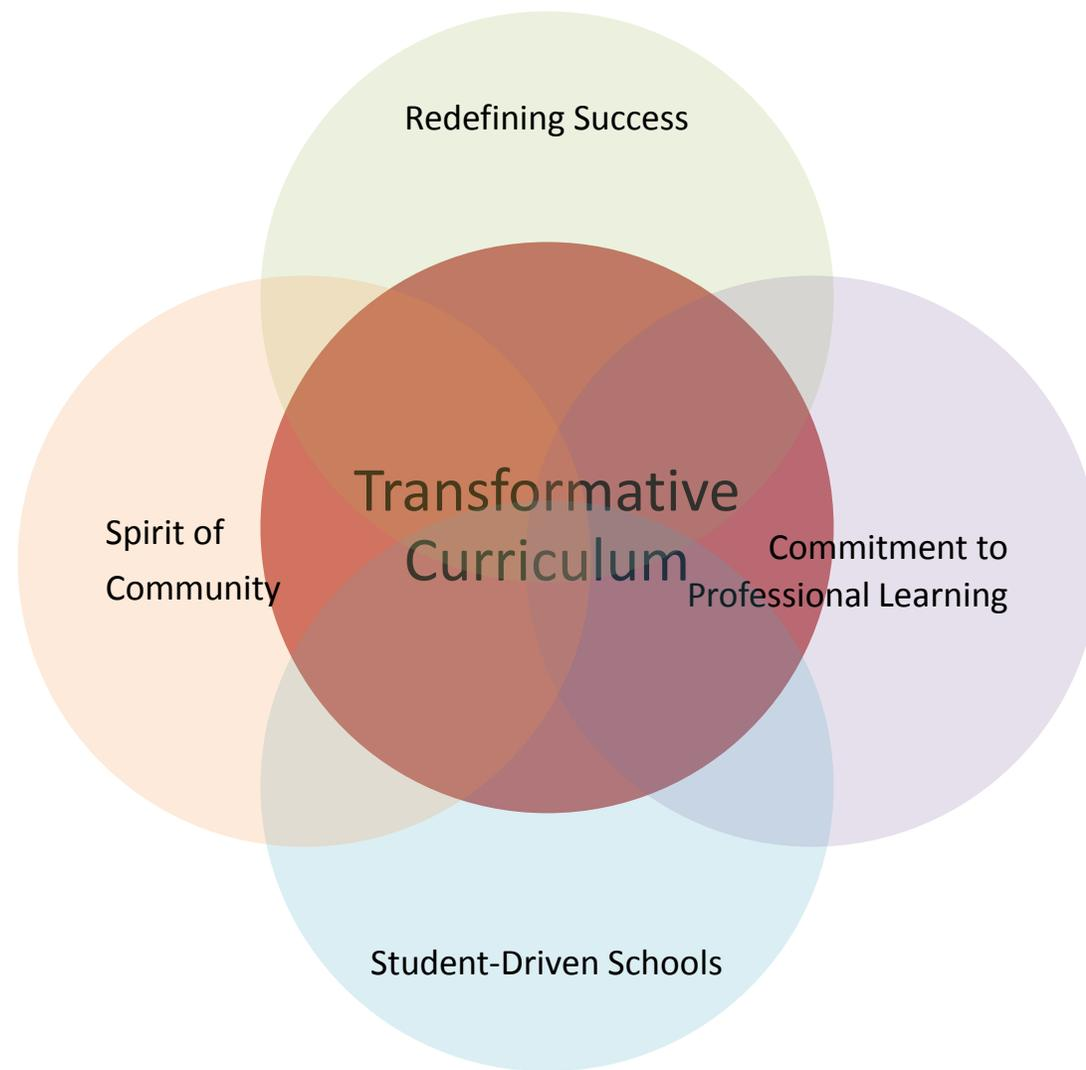 Redefining Success
Transformative
Curriculum
Spirit of
Community
Commitment to
Professional Learning
Student-Driven Schools